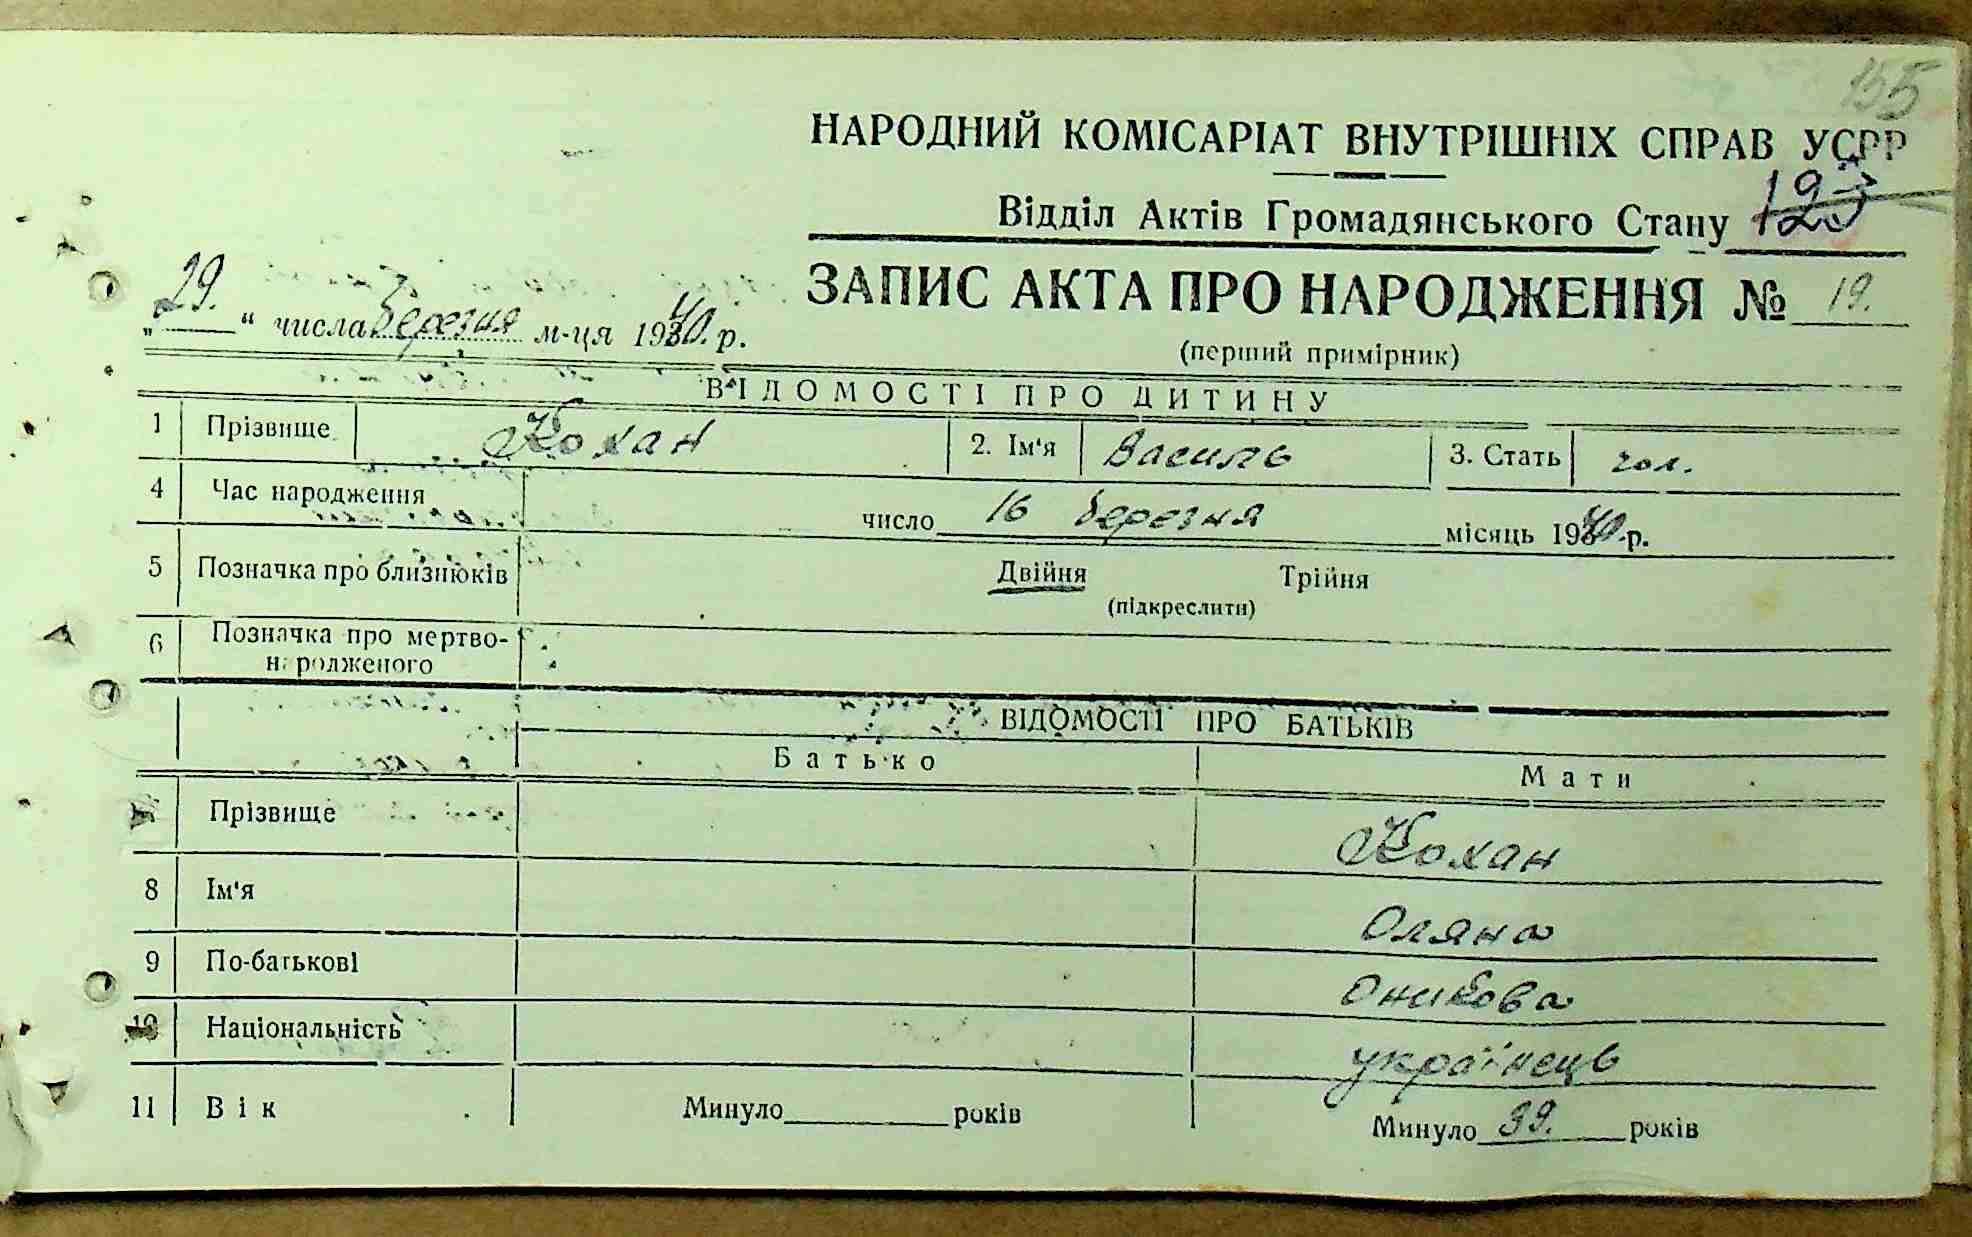 155
НАРОДНИЙ КОМІСАРІАТ ВНУТРІШНІХ СПРАВ УСРР
Відділ Актів Громадянського Стану 123
„29.“ числа Березня м-ця 1940. р.
ЗАПИС АКТА ПРО НАРОДЖЕННЯ № 19.
(перший примірник)
ВІДОМОСТІ ПРО ДИТИНУ
1 Прізвище Кохан 2. Ім'я Василь 3. Стать чол.
4 Час народження число 16 березня місяць 1940. р.
5 Позначка про близнюків Двійня Трійня
(підкреслити)
6 Позначка про мертво-
народженого
ВІДОМОСТІ ПРО БАТЬКІВ
Батько Мати
Прізвище Кохан
8 Ім'я Оляна
9 По-батькові
10 Національність українець
11 Вік Минуло років Минуло 39. років